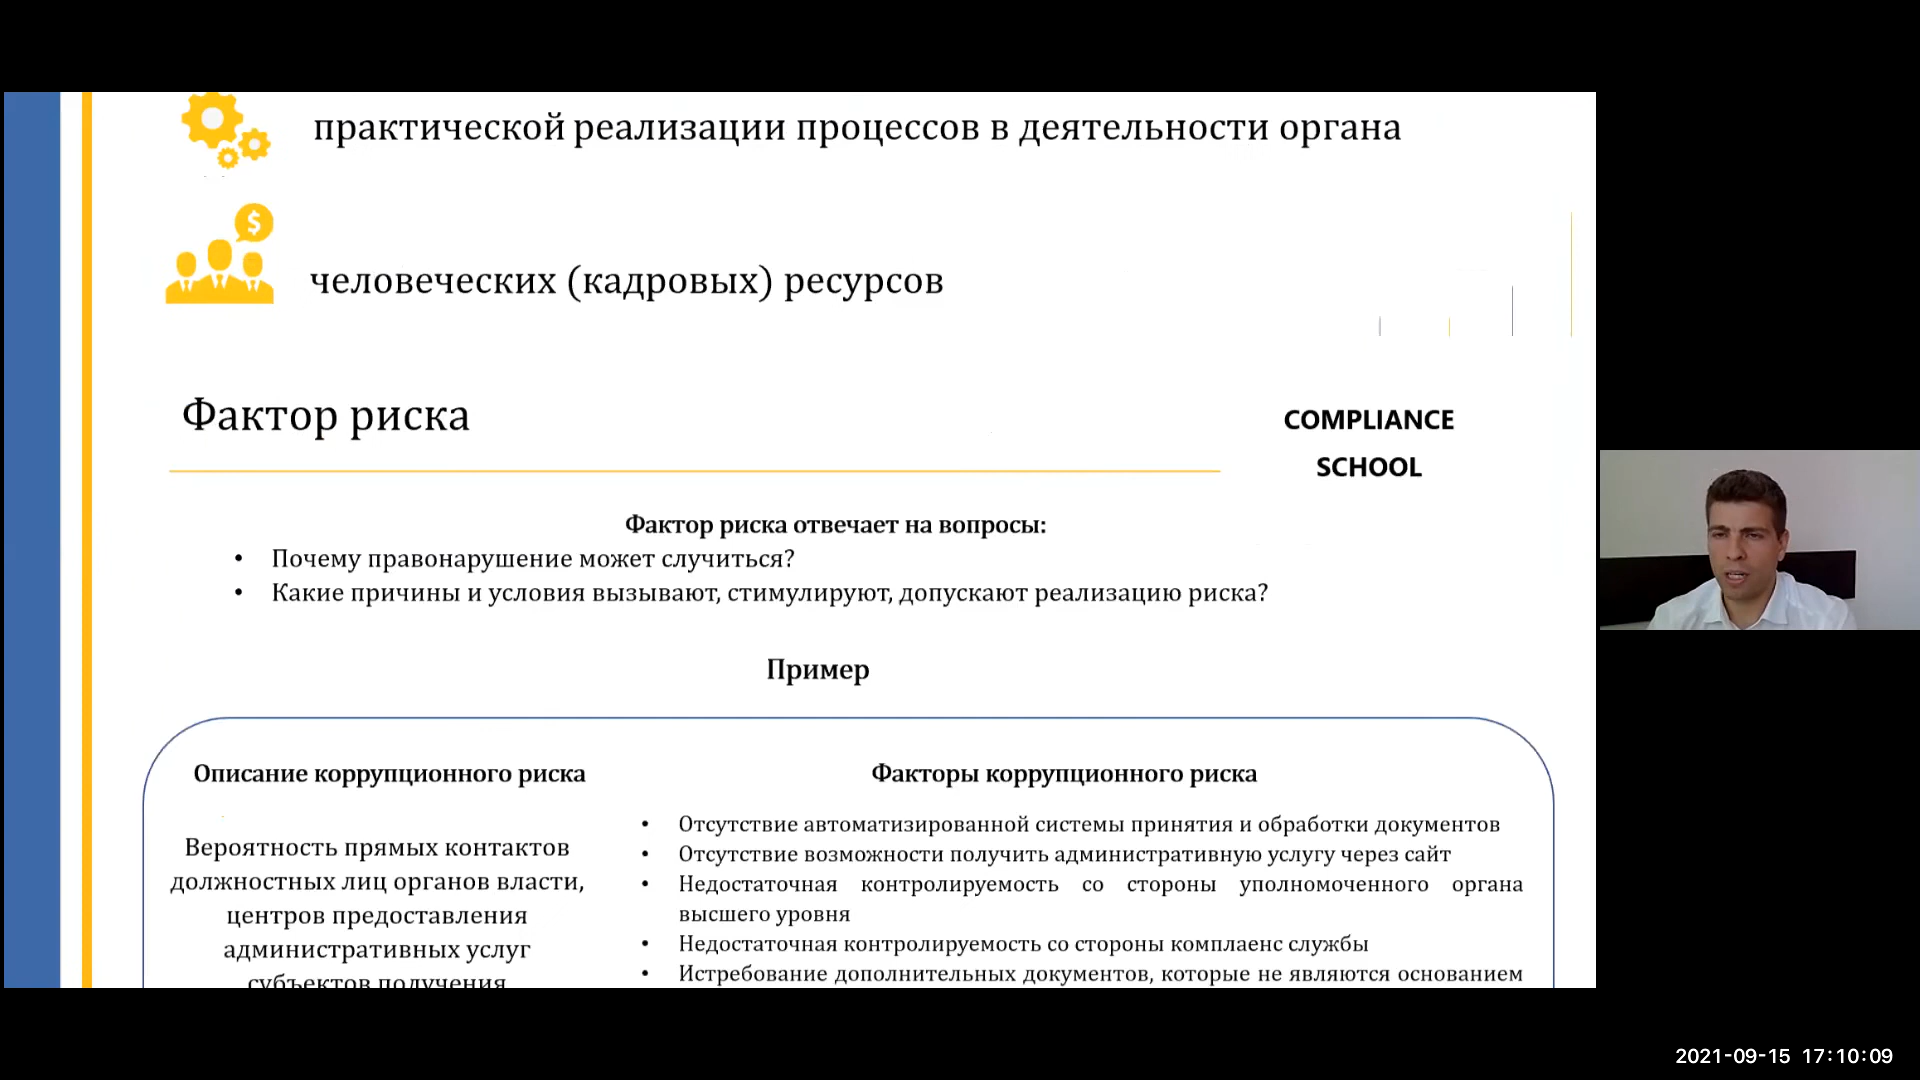 практической реализации процессов в деятельности органа
$
человеческих (кадровых) ресурсов
Фактор риска
COMPLIANCE
SCHOOL
Фактор риска отвечает на вопросы:
• Почему правонарушение может случиться?
• Какие причины и условия вызывают, стимулируют, допускают реализацию риска?
Пример
Описание коррупционного риска
Вероятность прямых контактов
должностных лиц органов власти,
центров предоставления
административных услуг
субъектов получения
Факторы коррупционного риска
• Отсутствие автоматизированной системы принятия и обработки документов
• Отсутствие возможности получить административную услугу через сайт
• Недостаточная контролируемость со стороны уполномоченного органа
высшего уровня
• Недостаточная контролируемость со стороны комплаенс службы
• Истребование дополнительных документов, которые не являются основанием
2021-09-15 17:10:09